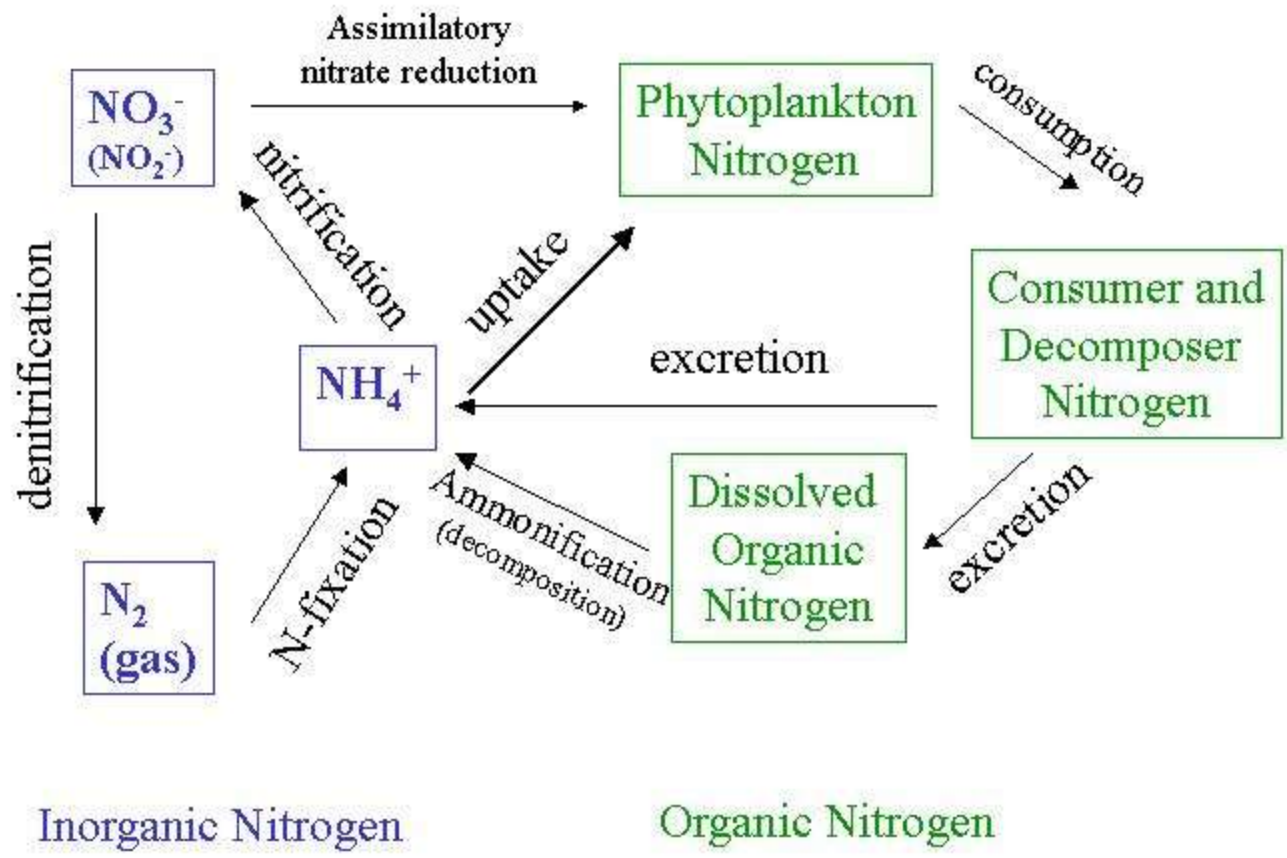 Assimilatory
nitrate reduction
NO₃⁻
(NO₂⁻)
Phytoplankton
Nitrogen
consumption
nitrification
uptake
denitrification
Consumer and
Decomposer
Nitrogen
excretion
NH₄⁺
Ammonification
(decomposition)
Dissolved
Organic
Nitrogen
excretion
N-fixation
N₂
(gas)
Inorganic Nitrogen
Organic Nitrogen